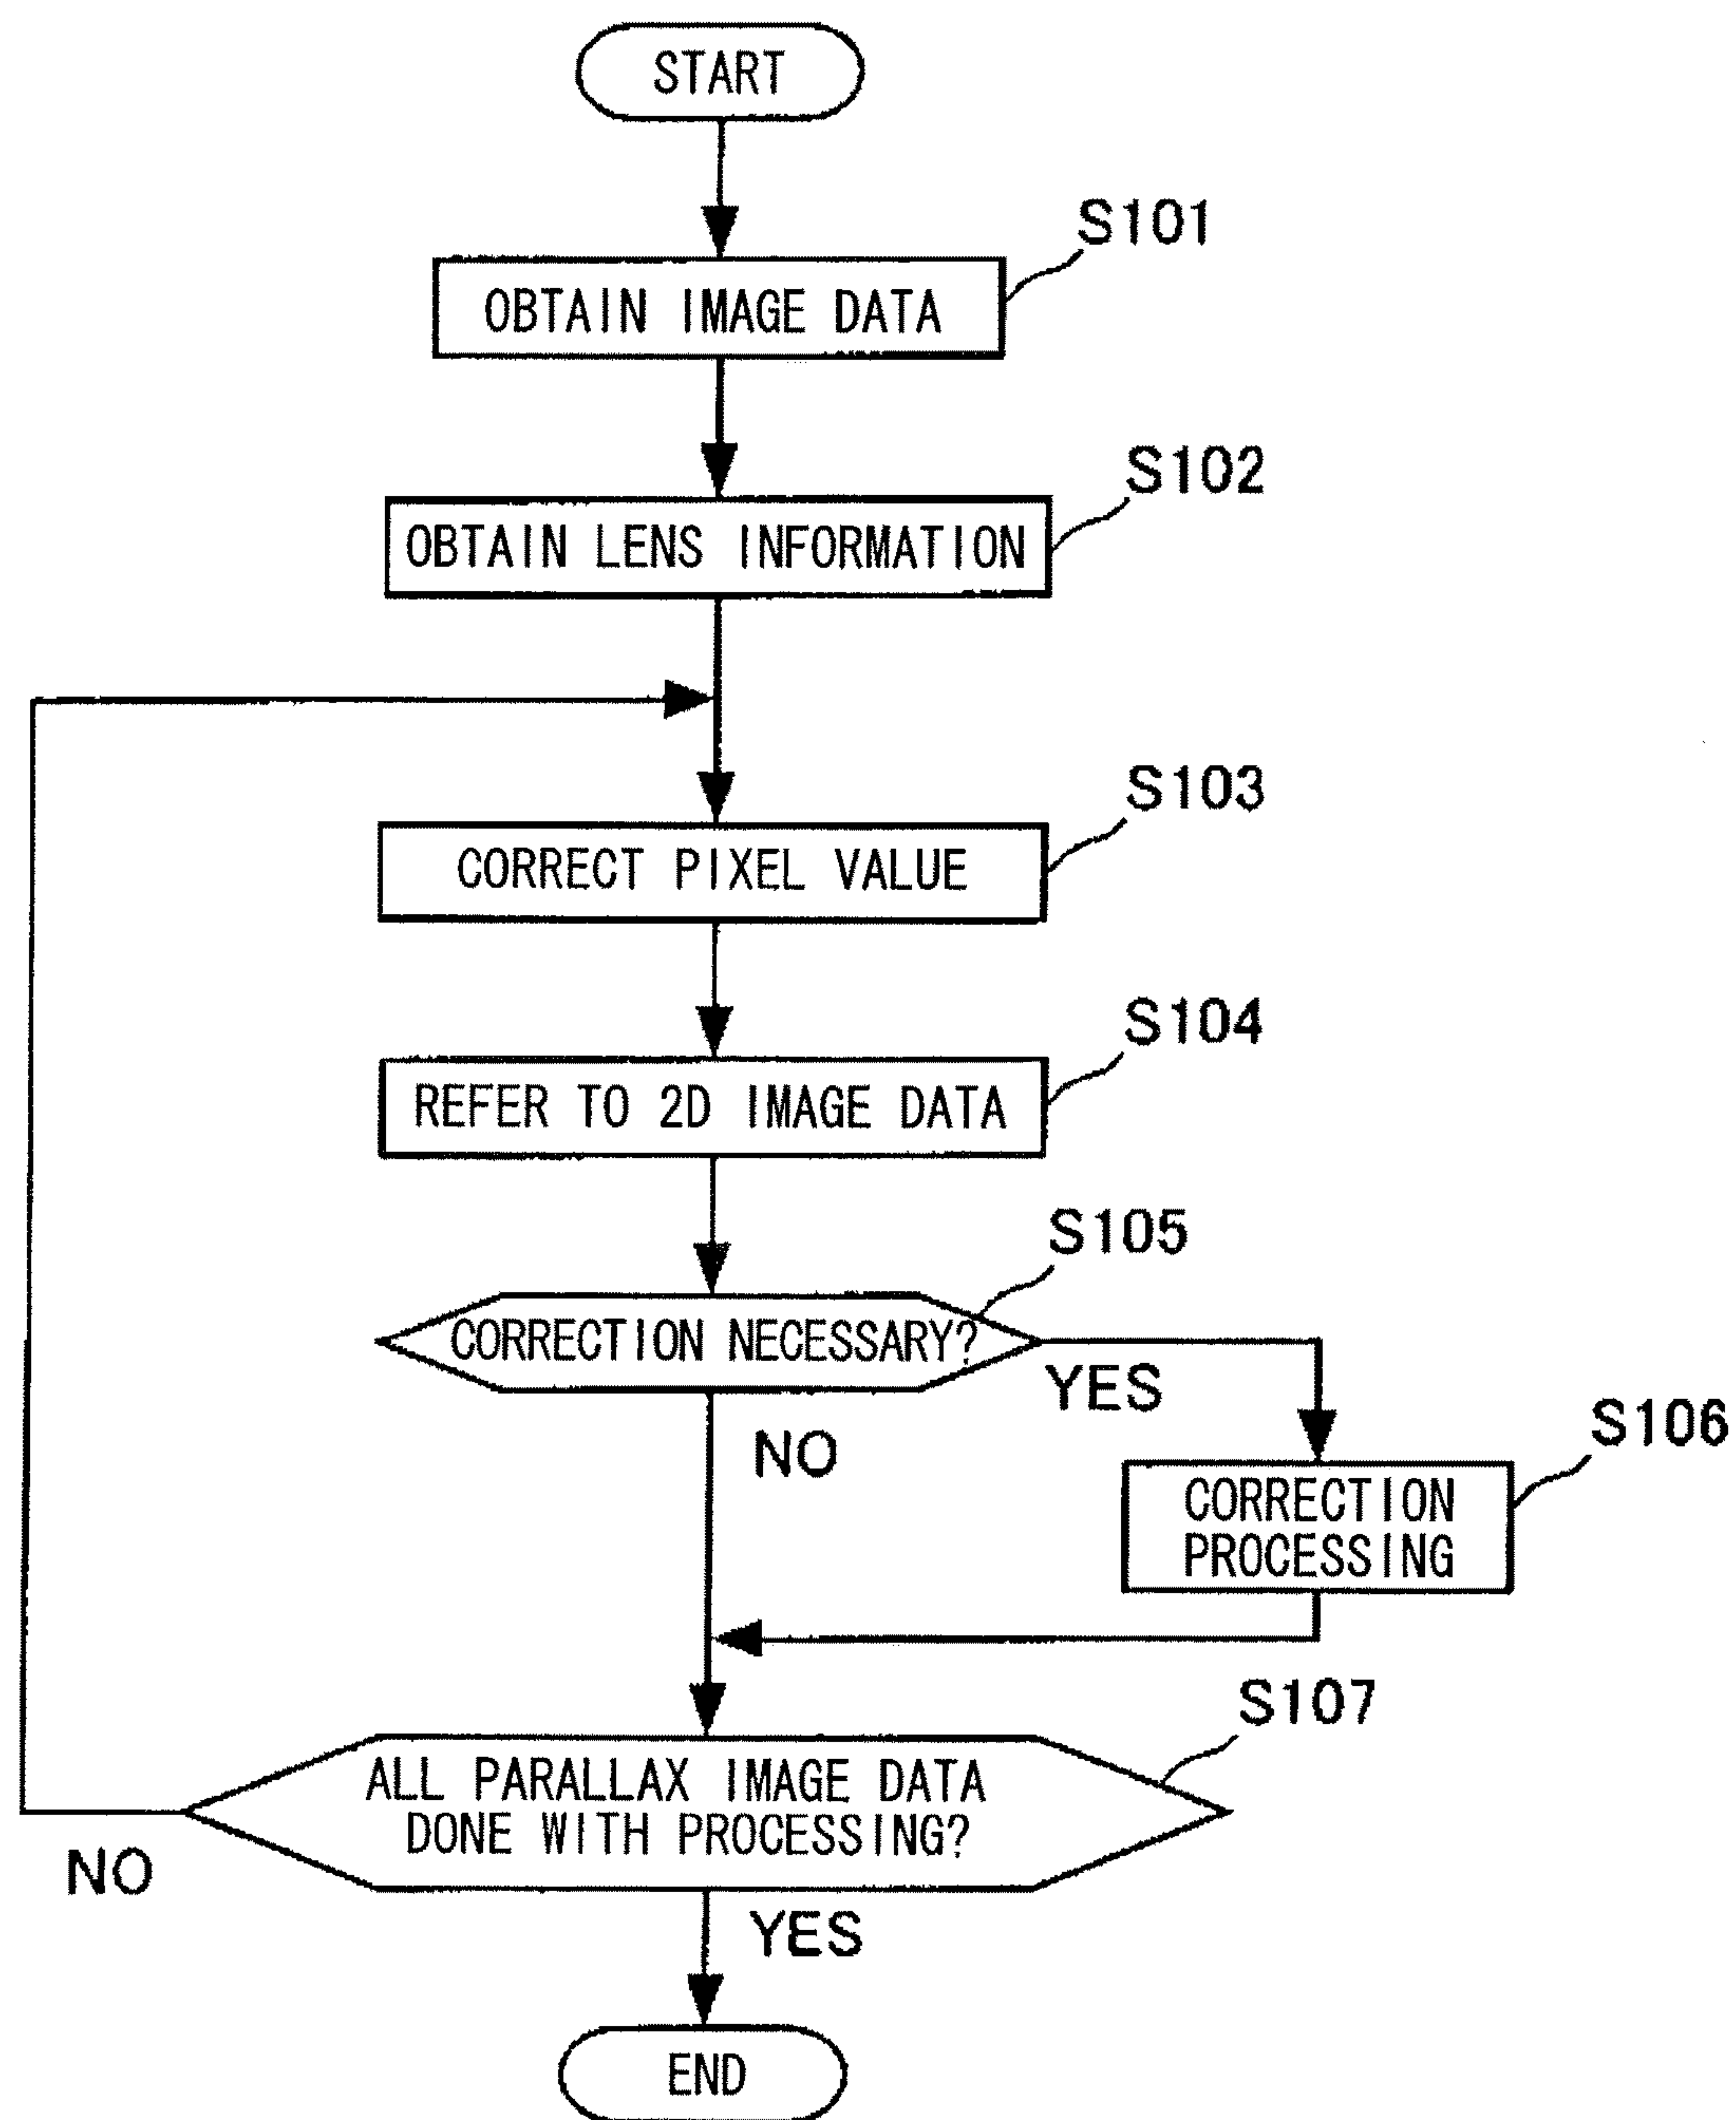 START
S101
OBTAIN IMAGE DATA
S102
OBTAIN LENS INFORMATION
S103
CORRECT PIXEL VALUE
S104
REFER TO 2D IMAGE DATA
S105
CORRECTION NECESSARY?
YES
NO
S106
CORRECTION
PROCESSING
S107
ALL PARALLAX IMAGE DATA
DONE WITH PROCESSING?
NO
YES
END